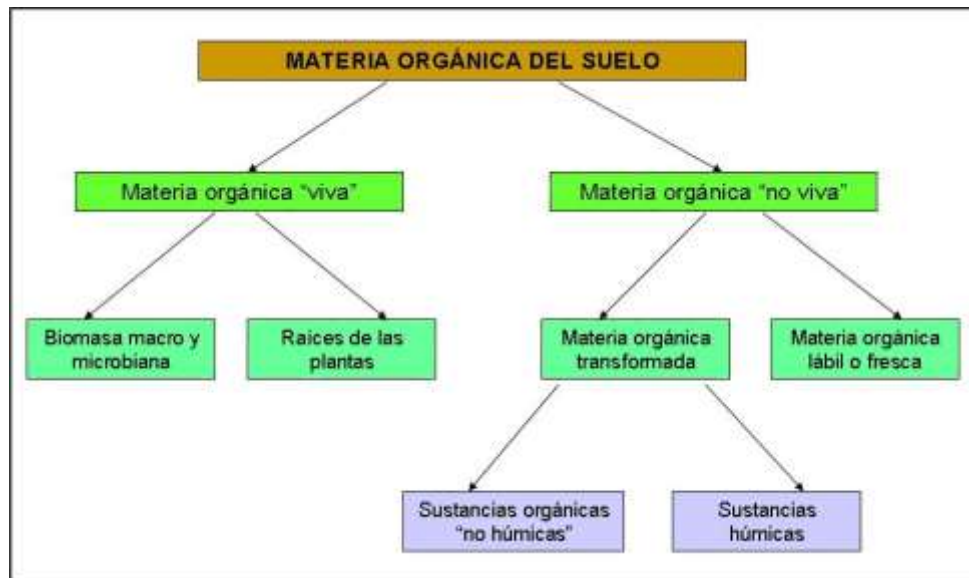 MATERIA ORGÁNICA DEL SUELO
Materia orgánica “viva”
Materia orgánica “no viva”
Biomasa macro y
microbiana
Raíces de las
plantas
Materia orgánica
transformada
Materia orgánica
lábil o fresca
Sustancias orgánicas
“no húmicas”
Sustancias
húmicas